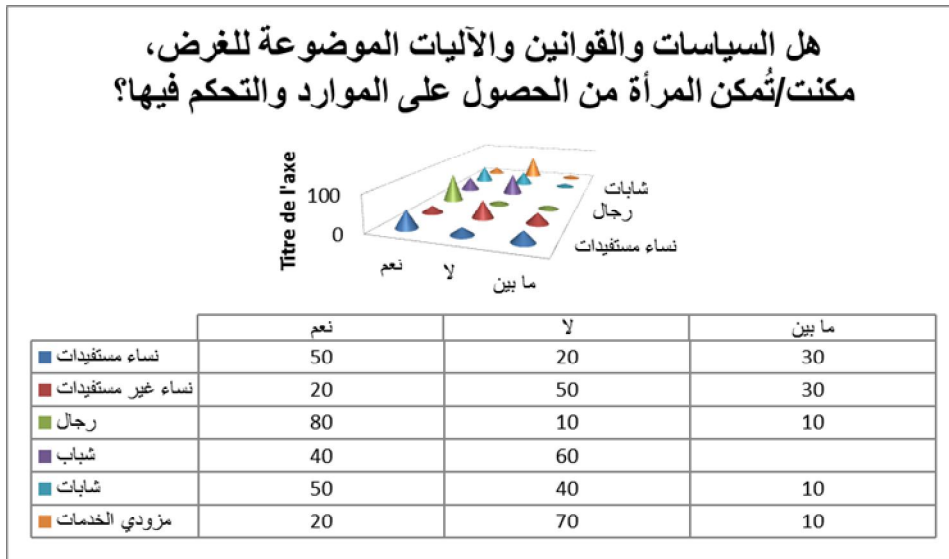 هل السياسات والقوانين والآليات الموضوعة للغرض،
مكنت/تُمكن المرأة من الحصول على الموارد والتحكم فيها؟
Titre de l'axe
100
0
نعم
لا
ما بين
شابات
رجال
نساء مستفيدات
نعم لا ما بين
نساء مستفيدات 50 20 30
نساء غير مستفيدات 20 50 30
رجال 80 10 10
شباب 40 60
شابات 50 40 10
مزودي الخدمات 20 70 10